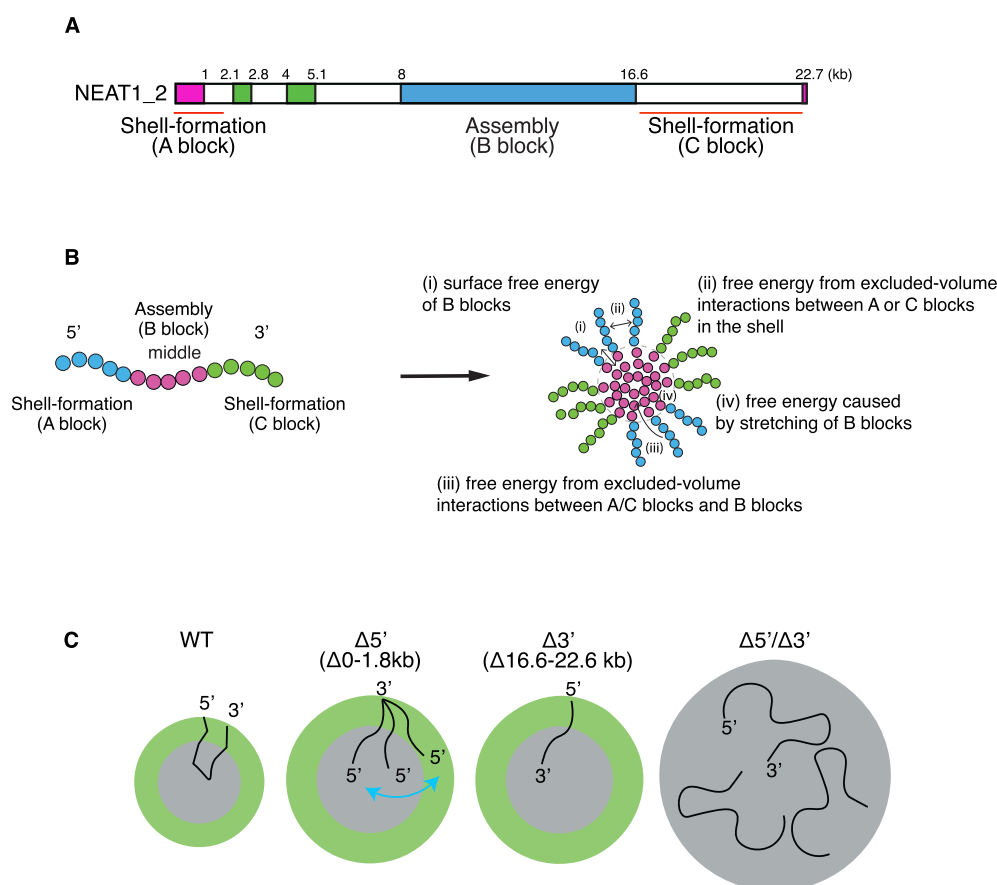 A
1 2.1 2.8 4 5.1 8 16.6 22.7 (kb)
NEAT1_2
Shell-formation
(A block)
Assembly
(B block)
Shell-formation
(C block)
B
5’
Assembly
(B block)
middle
3’
Shell-formation
(A block)
Shell-formation
(C block)
(i) surface free energy
of B blocks
(ii) free energy from excluded-volume
interactions between A or C blocks
in the shell
(i)
(ii)
(iv)
(iii)
(iv) free energy caused
by stretching of B blocks
(iii) free energy from excluded-volume
interactions between A/C blocks and B blocks
C
WT
5’ 3’
Δ5’
(Δ0-1.8kb)
3’
5’ 5’ 5’
Δ3’
(Δ16.6-22.6 kb)
5’
3’
Δ5’/Δ3’
5’
3’